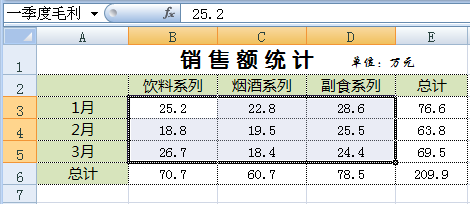 一季度毛利 fx 25.2
A B C D E
1 销售额统计 单位：万元
2 饮料系列 烟酒系列 副食系列 总计
3 1月 25.2 22.8 28.6 76.6
4 2月 18.8 19.5 25.5 63.8
5 3月 26.7 18.4 24.4 69.5
6 总计 70.7 60.7 78.5 209.9
7